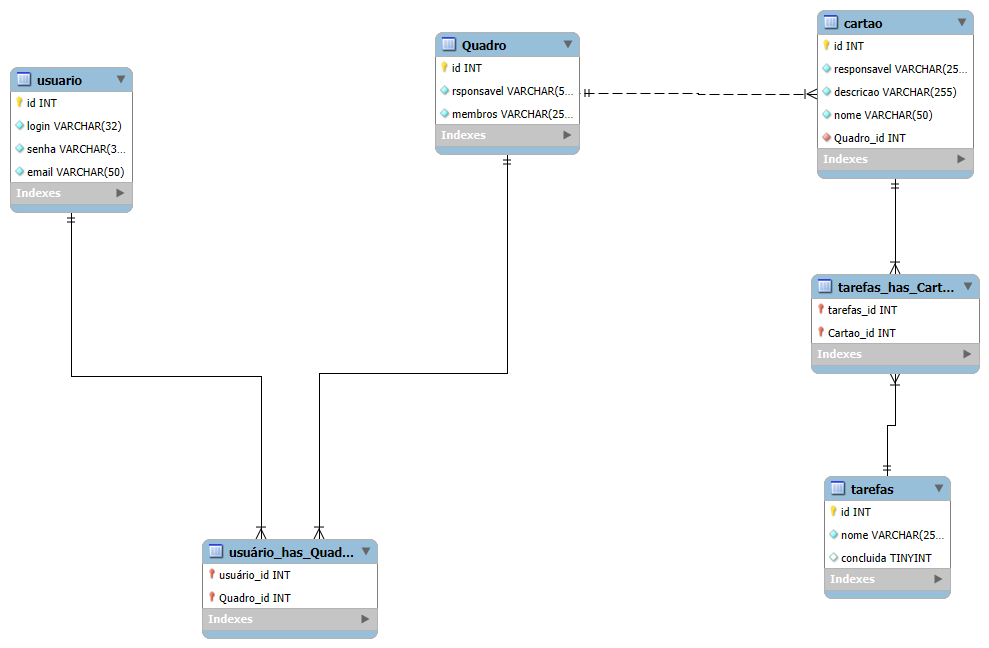 usuario
id INT
login VARCHAR(32)
senha VARCHAR(3...
email VARCHAR(50)
Indexes
Quadro
id INT
rsponsavel VARCHAR(5...
membros VARCHAR(25...
Indexes
cartao
id INT
responsavel VARCHAR(25...
descricao VARCHAR(255)
nome VARCHAR(50)
Quadro_id INT
Indexes
tarefas_has_Cart...
tarefas_id INT
Cartao_id INT
Indexes
tarefas
id INT
nome VARCHAR(25...
concluida TINYINT
Indexes
usuário_has_Quad...
usuário_id INT
Quadro_id INT
Indexes